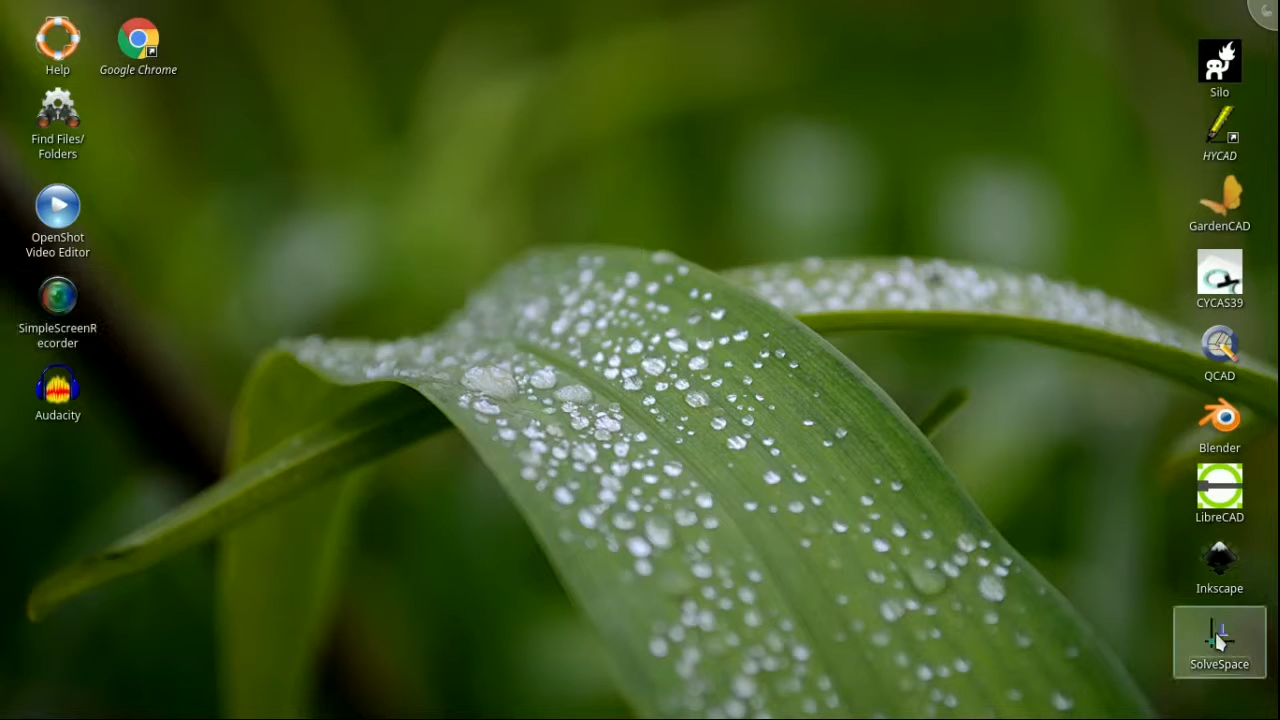 Help
Google Chrome
Find Files/
Folders
OpenShot
Video Editor
SimpleScreenR
ecorder
Audacity
Silo
HYCAD
GardenCAD
CYCAS39
QCAD
Blender
LibreCAD
Inkscape
SolveSpace